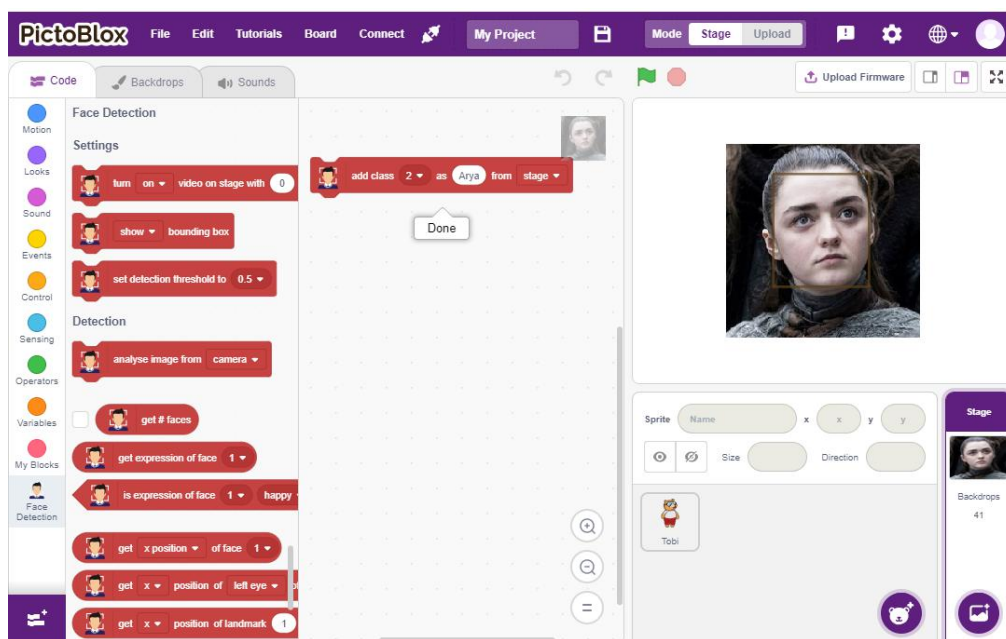 PictoBlox File Edit Tutorials Board Connect My Project Mode Stage Upload
Code Backdrops Sounds Upload Firmware
Motion
Looks
Sound
Events
Control
Sensing
Operators
Variables
My Blocks
Face
Detection
Face Detection
Settings
turn on video on stage with 0
show bounding box
set detection threshold to 0.5
Detection
analyse image from camera
get # faces
get expression of face 1
is expression of face 1 happy
get x position of face 1
get x position of left eye
get x position of landmark 1
add class 2 as Arya from stage
Done
Sprite Name x x y y
Size Direction
Tobi
Stage
Backdrops
41